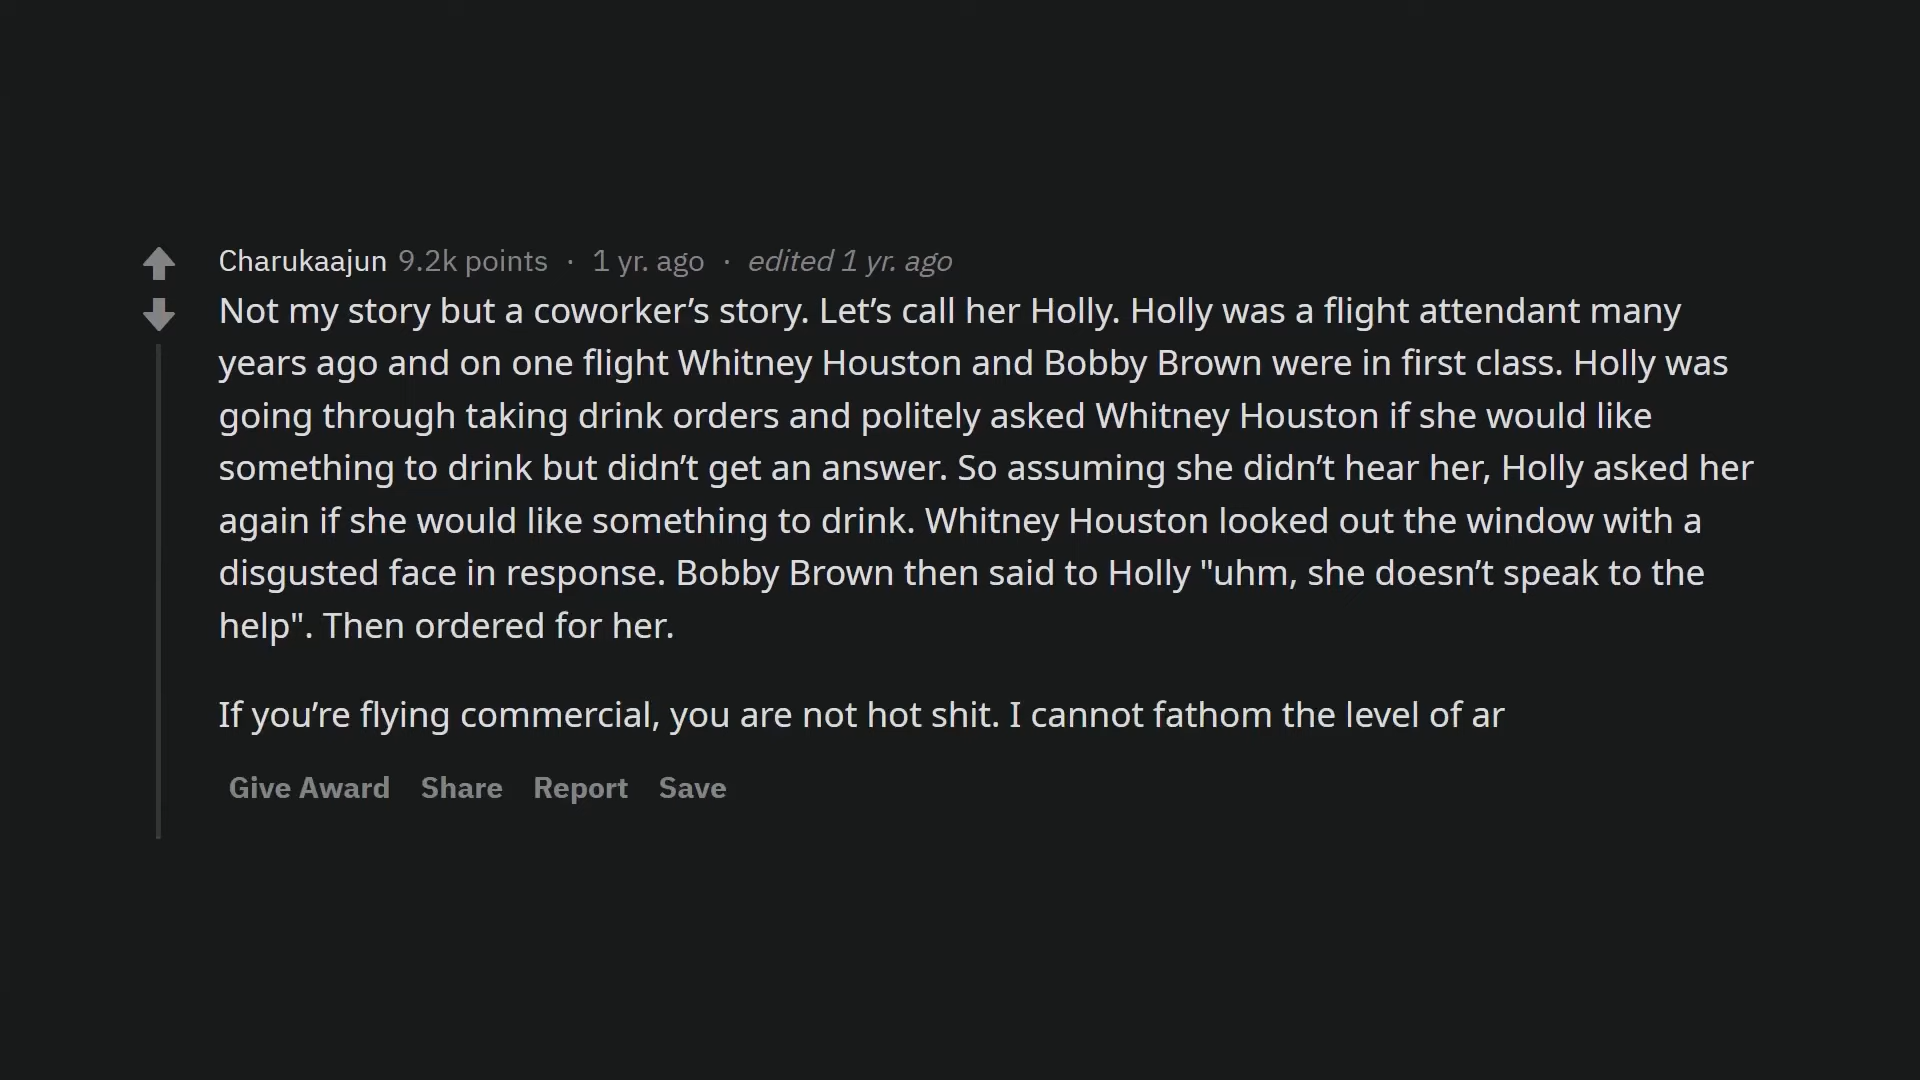 Charukaajun 9.2k points · 1 yr. ago · edited 1 yr. ago
Not my story but a coworker’s story. Let’s call her Holly. Holly was a flight attendant many
years ago and on one flight Whitney Houston and Bobby Brown were in first class. Holly was
going through taking drink orders and politely asked Whitney Houston if she would like
something to drink but didn’t get an answer. So assuming she didn’t hear her, Holly asked her
again if she would like something to drink. Whitney Houston looked out the window with a
disgusted face in response. Bobby Brown then said to Holly "uhm, she doesn’t speak to the
help". Then ordered for her.
If you’re flying commercial, you are not hot shit. I cannot fathom the level of ar
Give Award Share Report Save